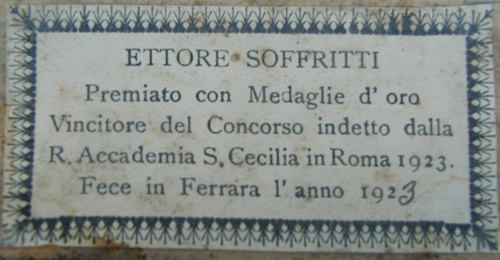 ETTORE SOFFRITTI
Premiato con Medaglie d' oro
Vincitore del Concorso indetto dalla
R. Accademia S. Cecilia in Roma 1923.
Fece in Ferrara l' anno 1923